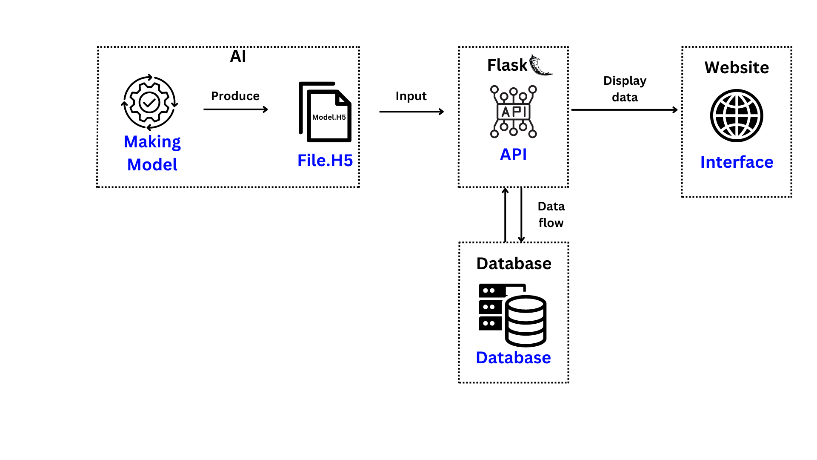 AI
Making
Model
Produce
Model.H5
File.H5
Input
Flask
API
API
Display
data
Website
Interface
Data
flow
Database
Database